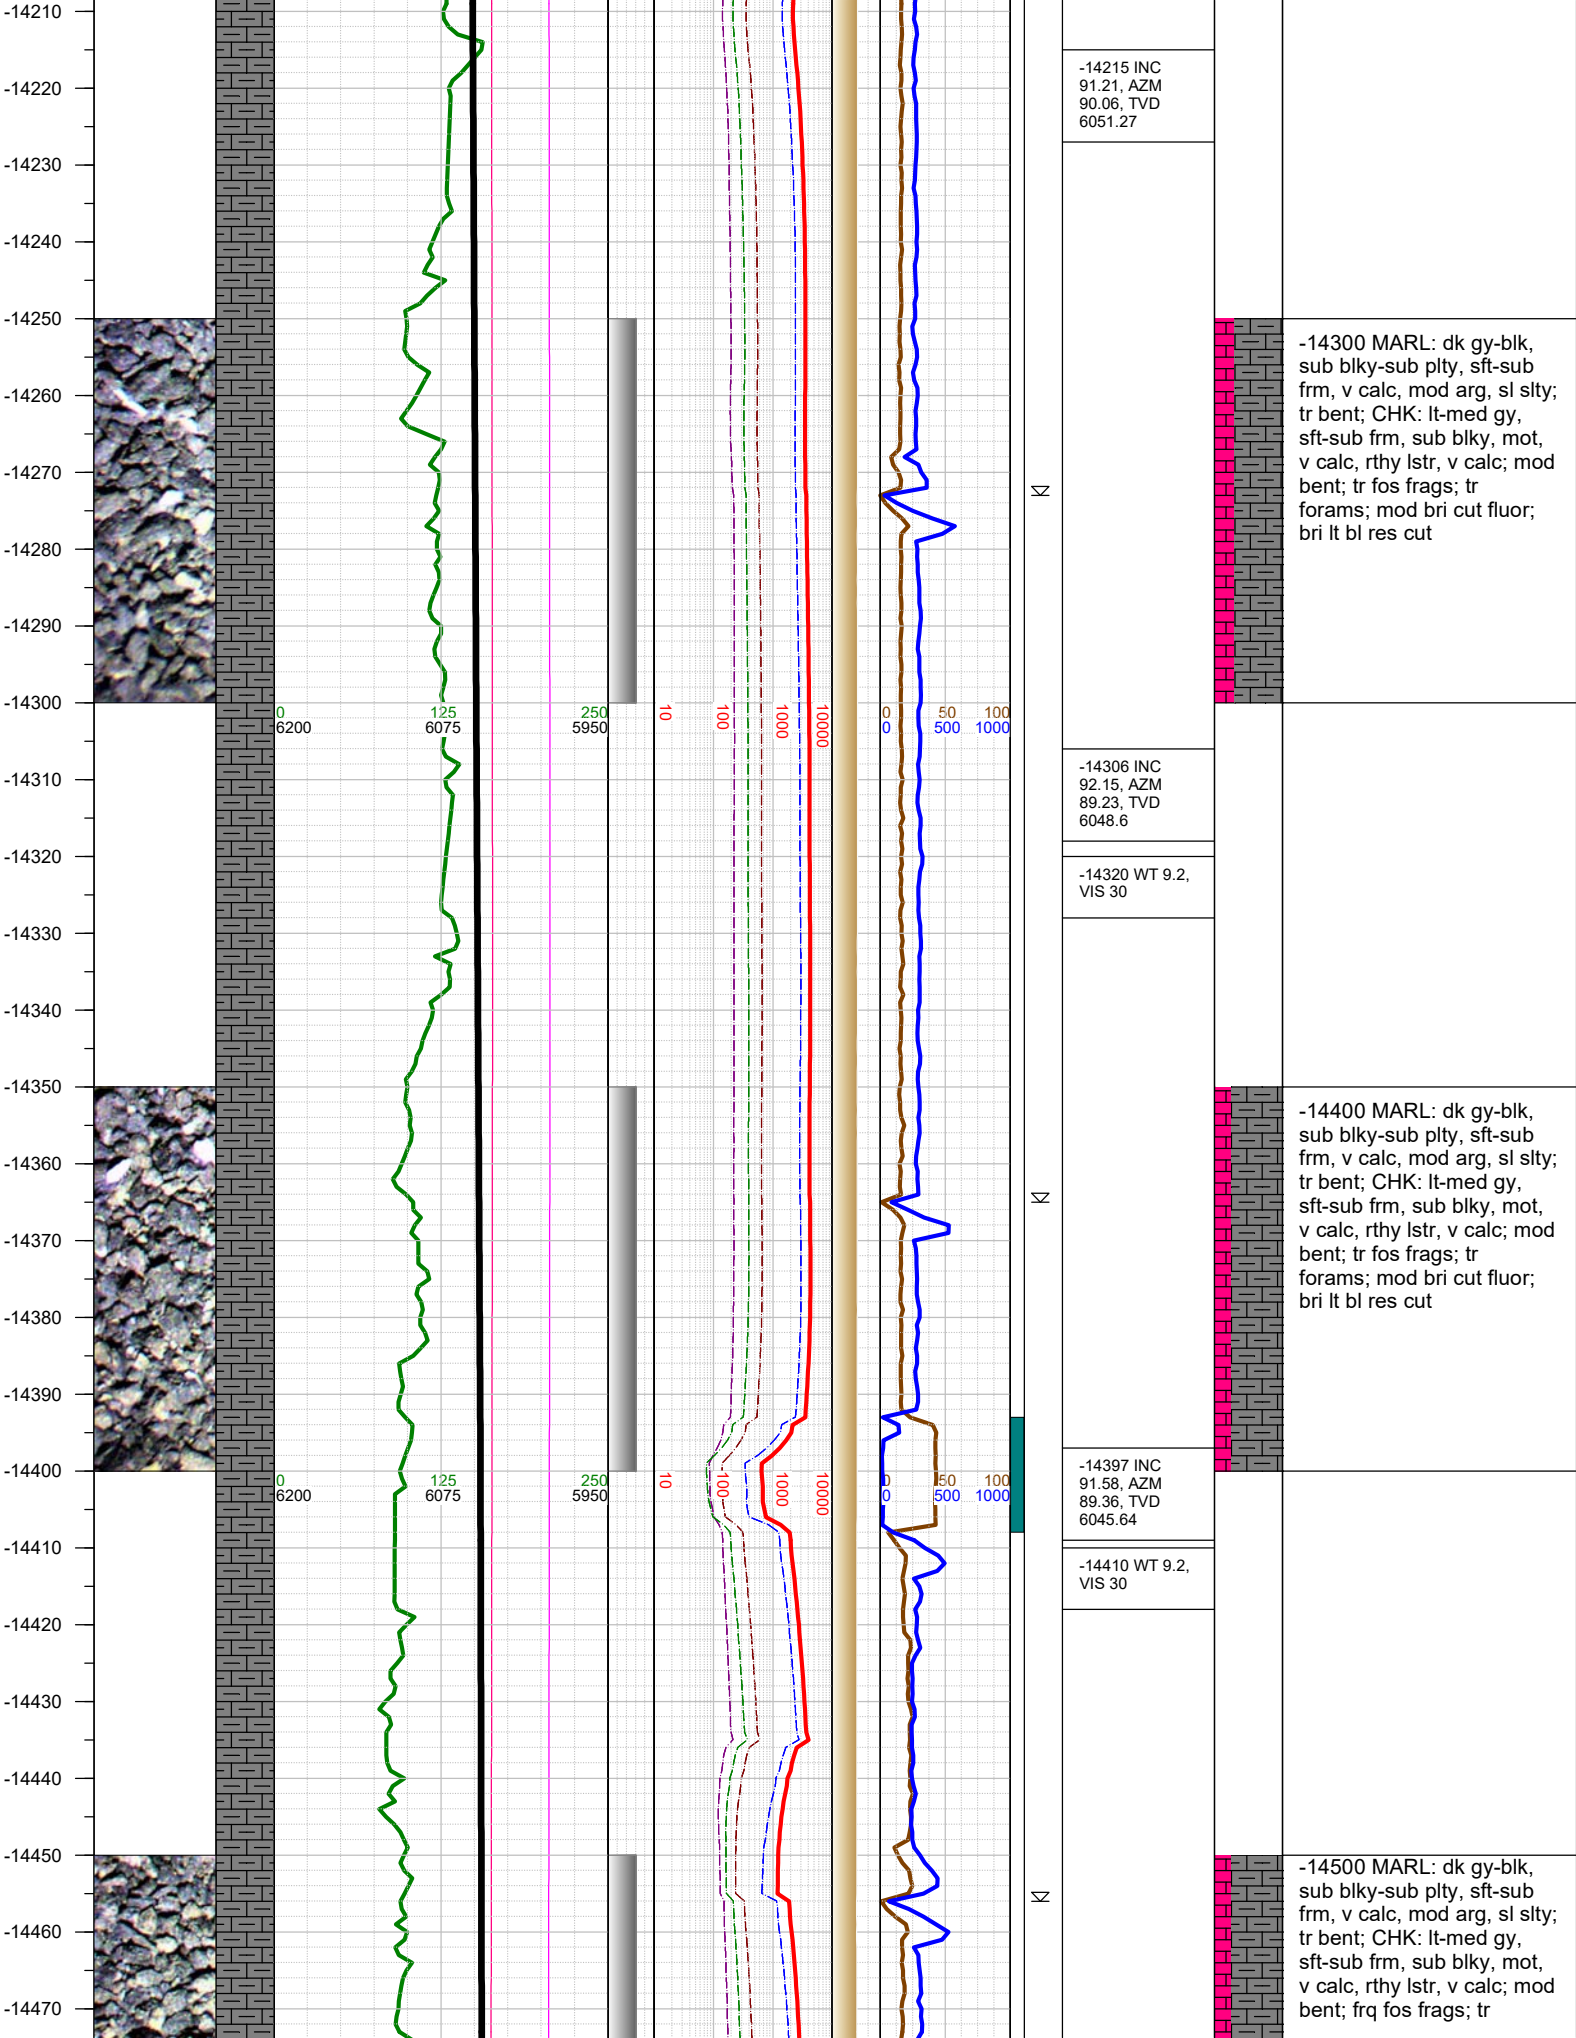 -14210
-14220
-14230
-14240
-14250
-14260
-14270
-14280
-14290
-14300
-14310
-14320
-14330
-14340
-14350
-14360
-14370
-14380
-14390
-14400
-14410
-14420
-14430
-14440
-14450
-14460
-14470
0 125 250
6200 6075 5950
10 100 1000 10000
0 50 100
0 500 1000
0 125 250
6200 6075 5950
10 100 1000 10000
0 50 100
0 500 1000
-14215 INC
91.21, AZM
90.06, TVD
6051.27
-14306 INC
92.15, AZM
89.23, TVD
6048.6
-14320 WT 9.2,
VIS 30
-14397 INC
91.58, AZM
89.36, TVD
6045.64
-14410 WT 9.2,
VIS 30
-14300 MARL: dk gy-blk,
sub blky-sub plty, sft-sub
frm, v calc, mod arg, sl slty;
tr bent; CHK: lt-med gy,
sft-sub frm, sub blky, mot,
v calc, rthy lstr, v calc; mod
bent; tr fos frags; tr
forams; mod bri cut fluor;
bri lt bl res cut
-14400 MARL: dk gy-blk,
sub blky-sub plty, sft-sub
frm, v calc, mod arg, sl slty;
tr bent; CHK: lt-med gy,
sft-sub frm, sub blky, mot,
v calc, rthy lstr, v calc; mod
bent; tr fos frags; tr
forams; mod bri cut fluor;
bri lt bl res cut
-14500 MARL: dk gy-blk,
sub blky-sub plty, sft-sub
frm, v calc, mod arg, sl slty;
tr bent; CHK: lt-med gy,
sft-sub frm, sub blky, mot,
v calc, rthy lstr, v calc; mod
bent; frq fos frags; tr